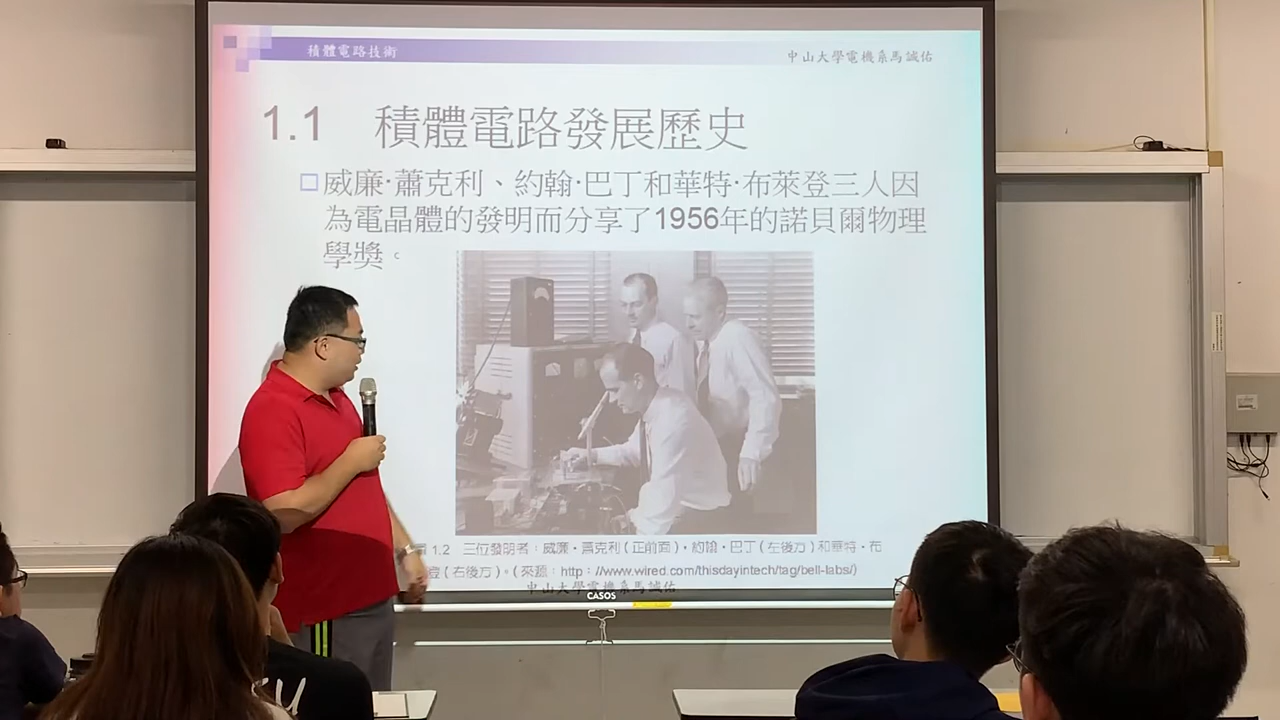 積體電路技術
中山大學電機系馬誠佑
1.1 積體電路發展歷史
威廉·蕭克利、約翰·巴丁和華特·布萊登三人因
為電晶體的發明而分享了1956年的諾貝爾物理
學獎。
1.2 三位發明者：威廉·蕭克利(正前面)·約翰·巴丁(左後方)和華特·布
登(右後方)。(來源：http：//www.wired.com/thisdayintech/tag/bell-labs/)
中山大學電機系馬誠佑
CASOS